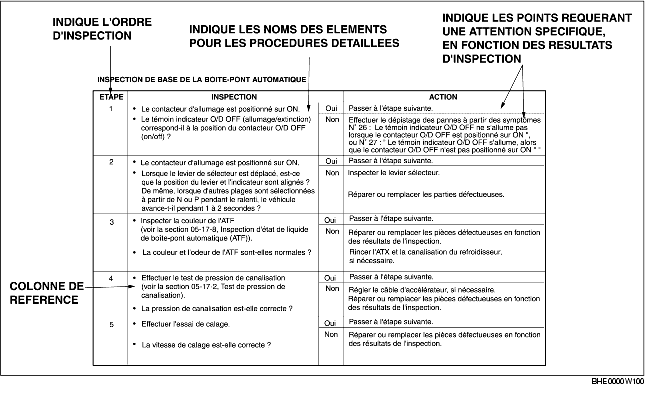 INDIQUE L'ORDRE
D'INSPECTION
INDIQUE LES NOMS DES ELEMENTS
POUR LES PROCEDURES DETAILLEES
INDIQUE LES POINTS REQUERANT
UNE ATTENTION SPECIFIQUE,
EN FONCTION DES RESULTATS
D'INSPECTION
INSPECTION DE BASE DE LA BOITE-PONT AUTOMATIQUE
ETAPE INSPECTION ACTION
1 • Le contacteur d'allumage est positionné sur ON. Oui Passer à l'étape suivante.
• Le témoin indicateur O/D OFF (allumage/extinction)
correspond-il à la position du contacteur O/D OFF
(on/off) ?
Non Effectuer le dépistage des pannes à partir des symptômes
N° 26 : Le témoin indicateur O/D OFF ne s'allume pas
lorsque le contacteur O/D OFF est positionné sur ON ",
ou N° 27 : " Le témoin indicateur O/D OFF s'allume, alors
que le contacteur O/D OFF n'est pas positionné sur ON " "
2 • Le contacteur d'allumage est positionné sur ON. Oui Passer à l'étape suivante.
• Lorsque le levier de sélecteur est déplacé, est-ce
que la position du levier et l'indicateur sont alignés ?
De même, lorsque d'autres plages sont sélectionnées
à partir de N ou P pendant le ralenti, le véhicule
avance-t-il pendant 1 à 2 secondes ?
Non Inspecter le levier sélecteur.
Réparer ou remplacer les parties défectueuses.
3 • Inspecter la couleur de l'ATF
(voir la section 05-17-8, Inspection d'état de liquide
de boite-pont automatique (ATF)).
• La couleur et l'odeur de l'ATF sont-elles normales ?
Oui Passer à l'étape suivante.
Non Réparer ou remplacer les pièces défectueuses en fonction
des résultats de l'inspection.
Rincer l'ATX et la canalisation du refroidisseur.
si nécessaire.
COLONNE DE
REFERENCE
4 • Effectuer le test de pression de canalisation
(voir la section 05-17-2, Test de pression de
canalisation).
• La pression de canalisation est-elle correcte ?
Oui Passer à l'étape suivante.
Non Régler le câble d'accélérateur, si nécessaire.
Réparer ou remplacer les pièces défectueuses en fonction
des résultats de l'inspection.
5 • Effectuer l'essai de calage.
• La vitesse de calage est-elle correcte ?
Oui Passer à l'étape suivante.
Non Réparer ou remplacer les pièces défectueuses en fonction
des résultats de l'inspection.
BHE0000W100